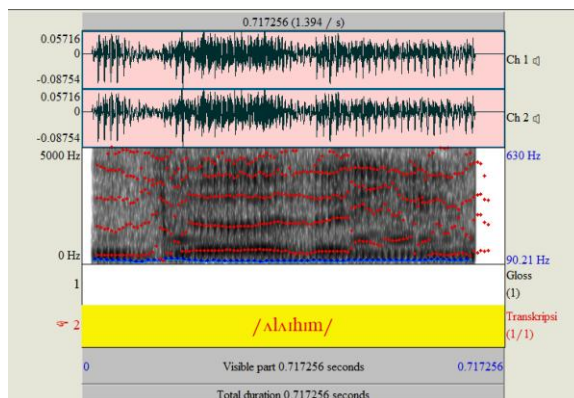 0.717256 (1.394 / s)
0.05716
0
-0.08754
Ch 1
0.05716
0
-0.08754
Ch 2
5000 Hz
630 Hz
0 Hz
90.21 Hz
1
Gloss
(1)
2
/ʌlʌıhım/
Transkripsi
(1/1)
0
Visible part 0.717256 seconds
0.717256
Total duration 0.717256 seconds